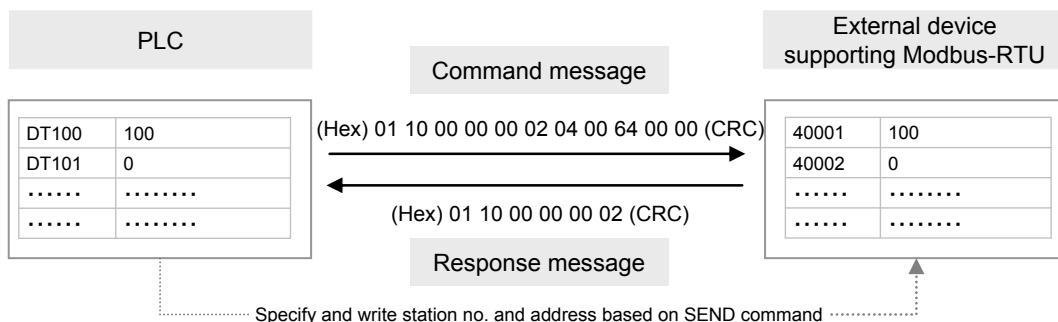 PLC
External device
supporting Modbus-RTU
Command message
(Hex) 01 10 00 00 00 02 04 00 64 00 00 (CRC)
DT100 100
DT101 0
...... ........
...... ........
40001 100
40002 0
...... ........
...... ........
(Hex) 01 10 00 00 00 02 (CRC)
Response message
Specify and write station no. and address based on SEND command